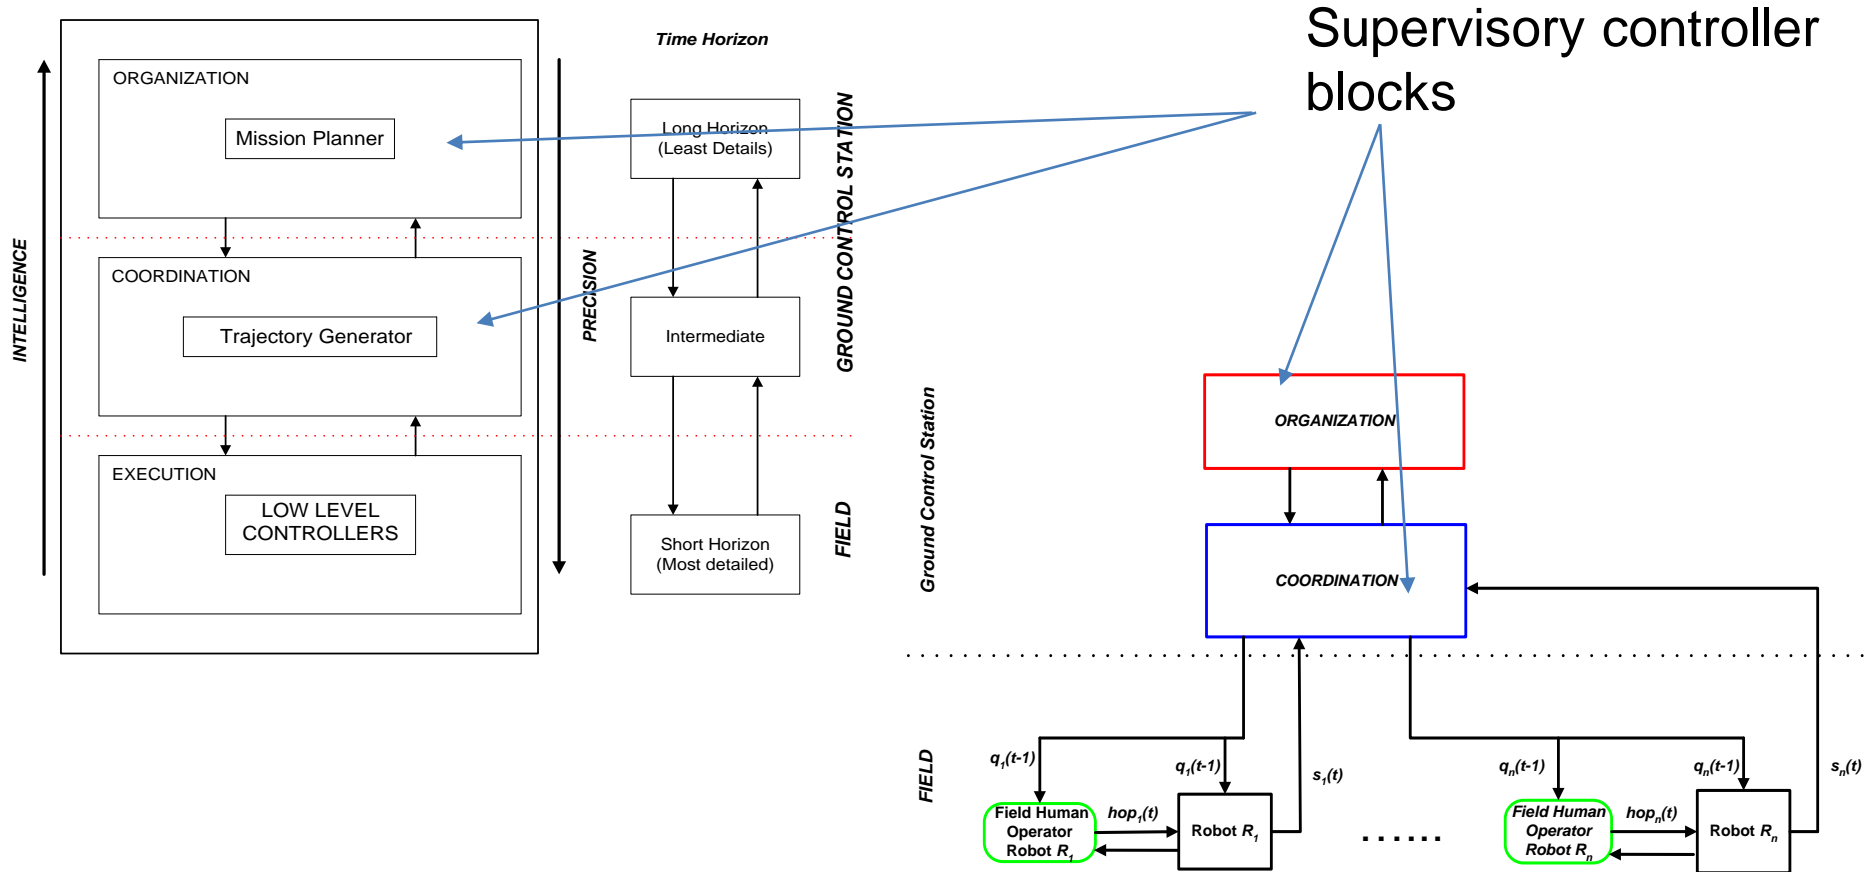 Supervisory controller
blocks
Time Horizon
ORGANIZATION
Mission Planner
COORDINATION
Trajectory Generator
EXECUTION
LOW LEVEL
CONTROLLERS
INTELLIGENCE
PRECISION
Long Horizon
(Least Details)
Intermediate
Short Horizon
(Most detailed)
GROUND CONTROL STATION
FIELD
Ground Control Station
FIELD
ORGANIZATION
COORDINATION
q1(t-1)
q1(t-1)
s1(t)
qn(t-1)
qn(t-1)
sn(t)
Field Human
Operator
Robot R1
hop1(t)
Robot R1
......
Field Human
Operator
Robot Rn
hopn(t)
Robot Rn